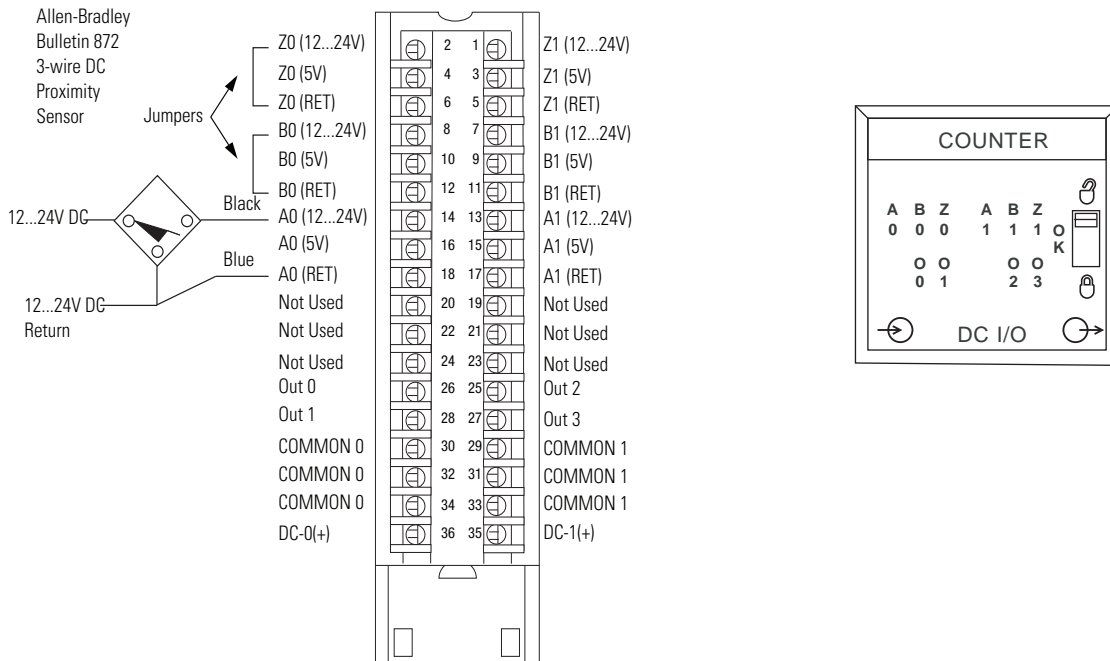 Allen-Bradley
Bulletin 872
3-wire DC
Proximity
Sensor
Jumpers
Black
Blue
12...24V DC
12...24V DC
Return
Z0 (12...24V) 2 1 Z1 (12...24V)
Z0 (5V) 4 3 Z1 (5V)
Z0 (RET) 6 5 Z1 (RET)
B0 (12...24V) 8 7 B1 (12...24V)
B0 (5V) 10 9 B1 (5V)
B0 (RET) 12 11 B1 (RET)
A0 (12...24V) 14 13 A1 (12...24V)
A0 (5V) 16 15 A1 (5V)
A0 (RET) 18 17 A1 (RET)
Not Used 20 19 Not Used
Not Used 22 21 Not Used
Not Used 24 23 Not Used
Out 0 26 25 Out 2
Out 1 28 27 Out 3
COMMON 0 30 29 COMMON 1
COMMON 0 32 31 COMMON 1
COMMON 0 34 33 COMMON 1
DC-0(+) 36 35 DC-1(+)
COUNTER
A B Z A B Z
0 0 0 1 1 1 O
K
O O O O
0 1 2 3
DC I/O